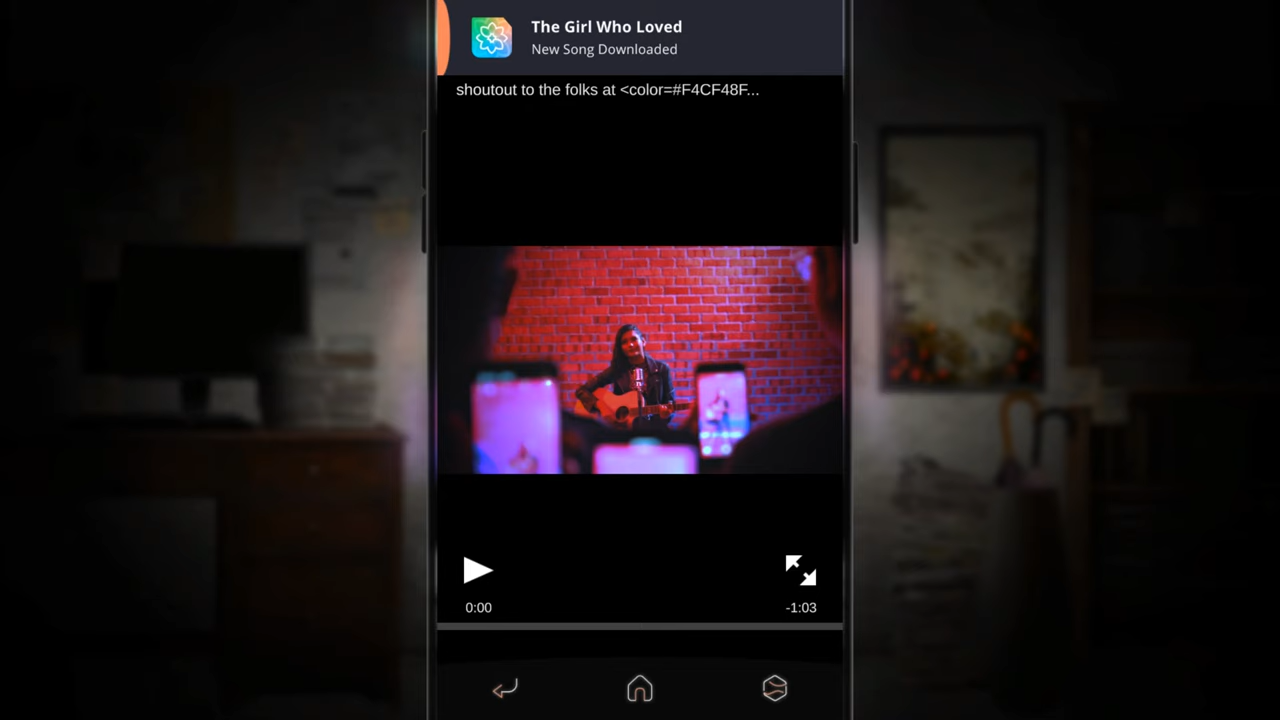 The Girl Who Loved
New Song Downloaded
shoutout to the folks at <color=#F4CF48F...
0:00
-1:03